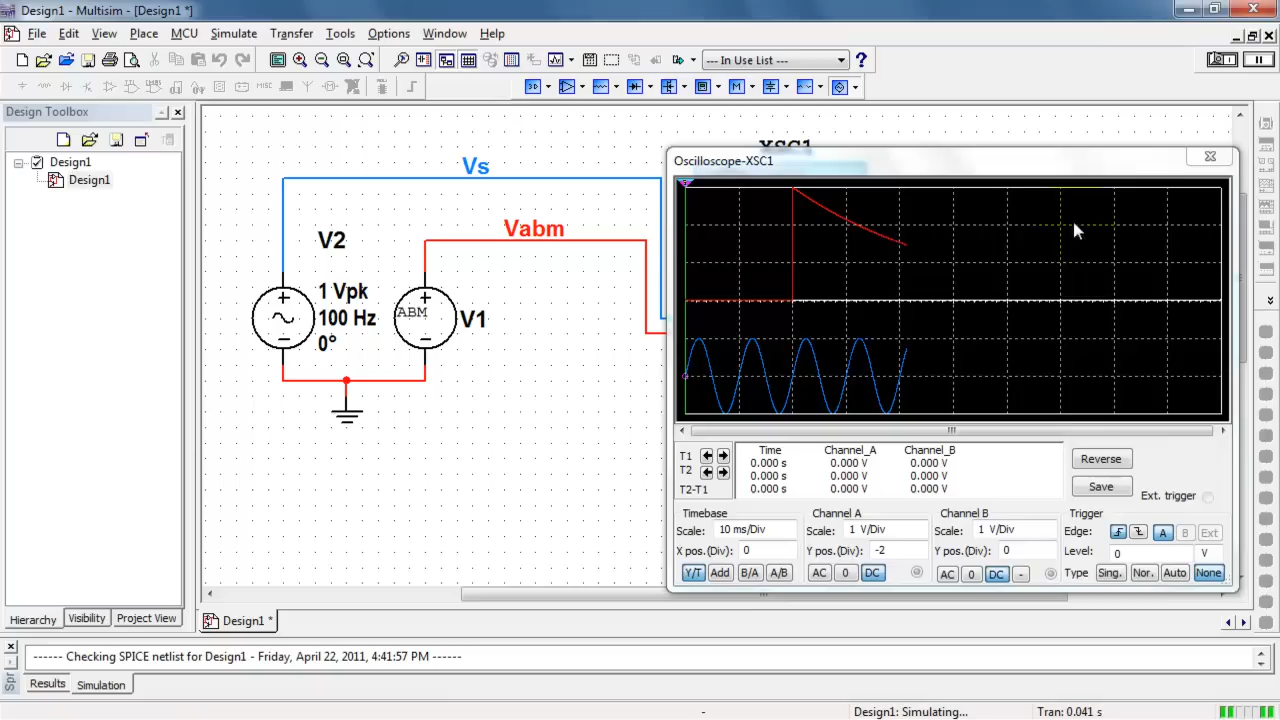 Design1 - Multisim - [Design1 *]
File Edit View Place MCU Simulate Transfer Tools Options Window Help
--- In Use List ---
Design Toolbox
Design1
Design1
XSC1
Vs
Vabm
V2
1 Vpk
100 Hz
0°
ABM
V1
Oscilloscope-XSC1
T1
T2
T2-T1
Time Channel_A Channel_B
0.000 s 0.000 V 0.000 V
0.000 s 0.000 V 0.000 V
0.000 s 0.000 V 0.000 V
Reverse
Save
Ext. trigger
Timebase
Scale: 10 ms/Div
X pos.(Div): 0
Y/T Add B/A A/B
Channel A
Scale: 1 V/Div
Y pos.(Div): -2
AC 0 DC
Channel B
Scale: 1 V/Div
Y pos.(Div): 0
AC 0 DC -
Trigger
Edge: A B Ext
Level: 0 V
Type Sing. Nor. Auto None
Hierarchy Visibility Project View
Design1 *
------ Checking SPICE netlist for Design1 - Friday, April 22, 2011, 4:41:57 PM ------
Spr
Results Simulation
- Design1: Simulating... Tran: 0.041 s